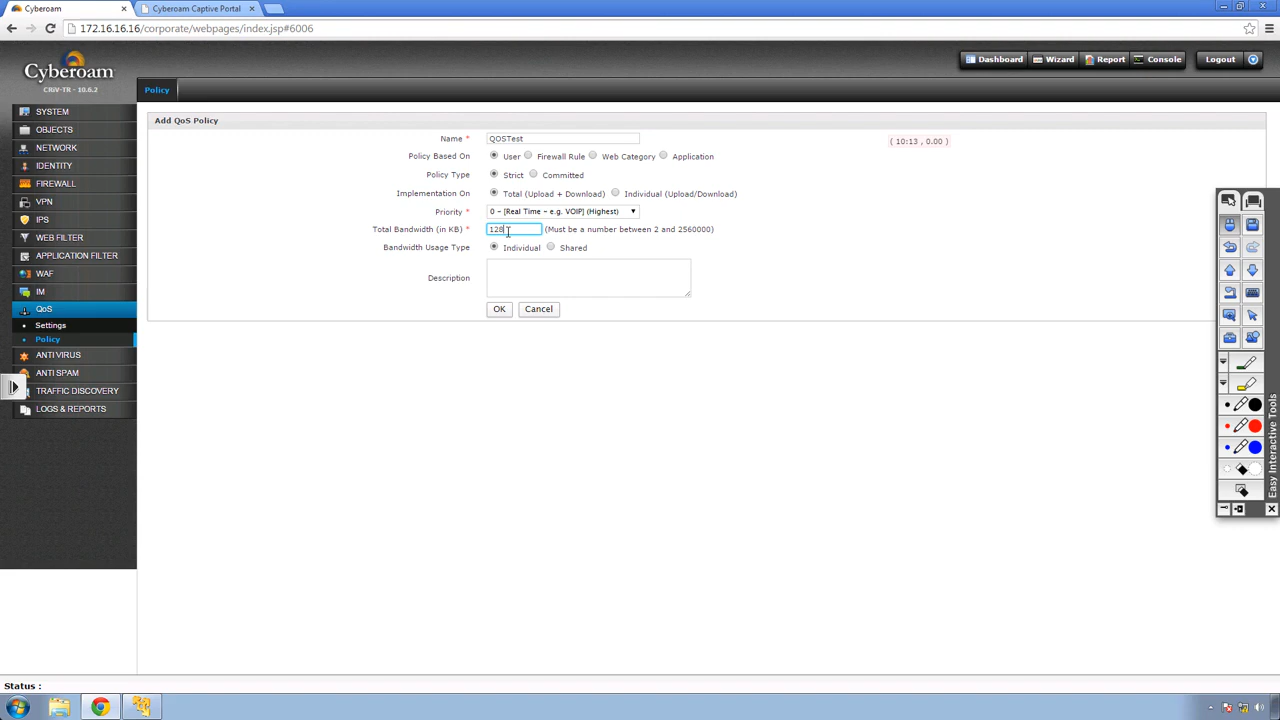 Cyberoam
Cyberoam Captive Portal
172.16.16.16/corporate/webpages/index.jsp#6006
Cyberoam
CRiV-TR - 10.6.2
Dashboard
Wizard
Report
Console
Logout
Policy
SYSTEM
OBJECTS
NETWORK
IDENTITY
FIREWALL
VPN
IPS
WEB FILTER
APPLICATION FILTER
WAF
IM
QoS
Settings
Policy
ANTI VIRUS
ANTI SPAM
TRAFFIC DISCOVERY
LOGS & REPORTS
Add QoS Policy
Name * QOSTest
( 10:13 , 0.00 )
Policy Based On User Firewall Rule Web Category Application
Policy Type Strict Committed
Implementation On Total (Upload + Download) Individual (Upload/Download)
Priority 0 - [Real Time - e.g. VOIP] (Highest)
Total Bandwidth (in KB) * 128 (Must be a number between 2 and 2560000)
Bandwidth Usage Type Individual Shared
Description
OK Cancel
Easy Interactive Tools
Status :